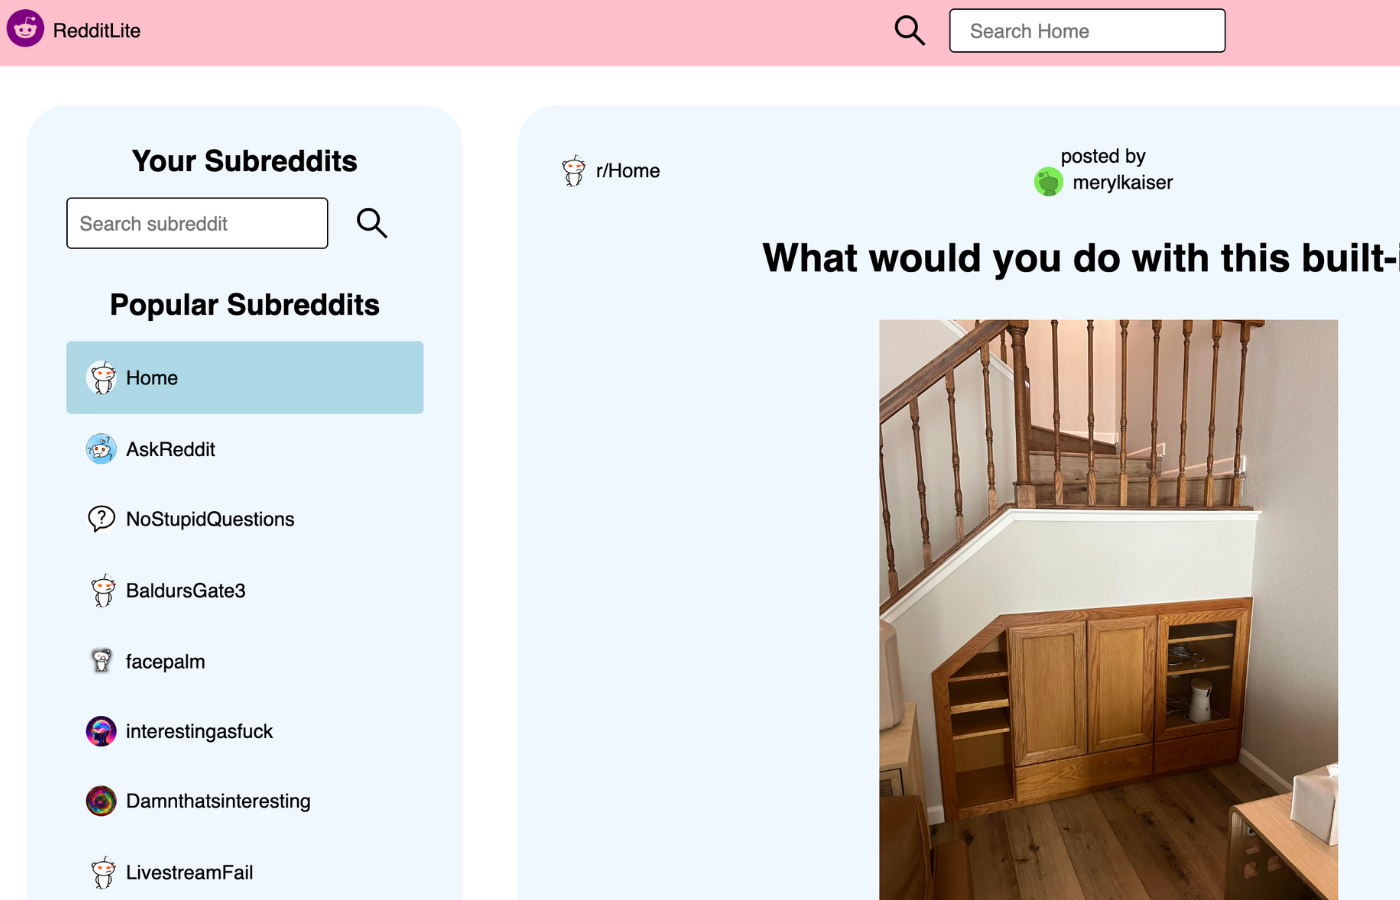 RedditLite
Search Home
Your Subreddits
Search subreddit
Popular Subreddits
Home
AskReddit
NoStupidQuestions
BaldursGate3
facepalm
interestingasfuck
Damnthatsinteresting
LivestreamFail
r/Home
posted by
merylkaiser
What would you do with this built-